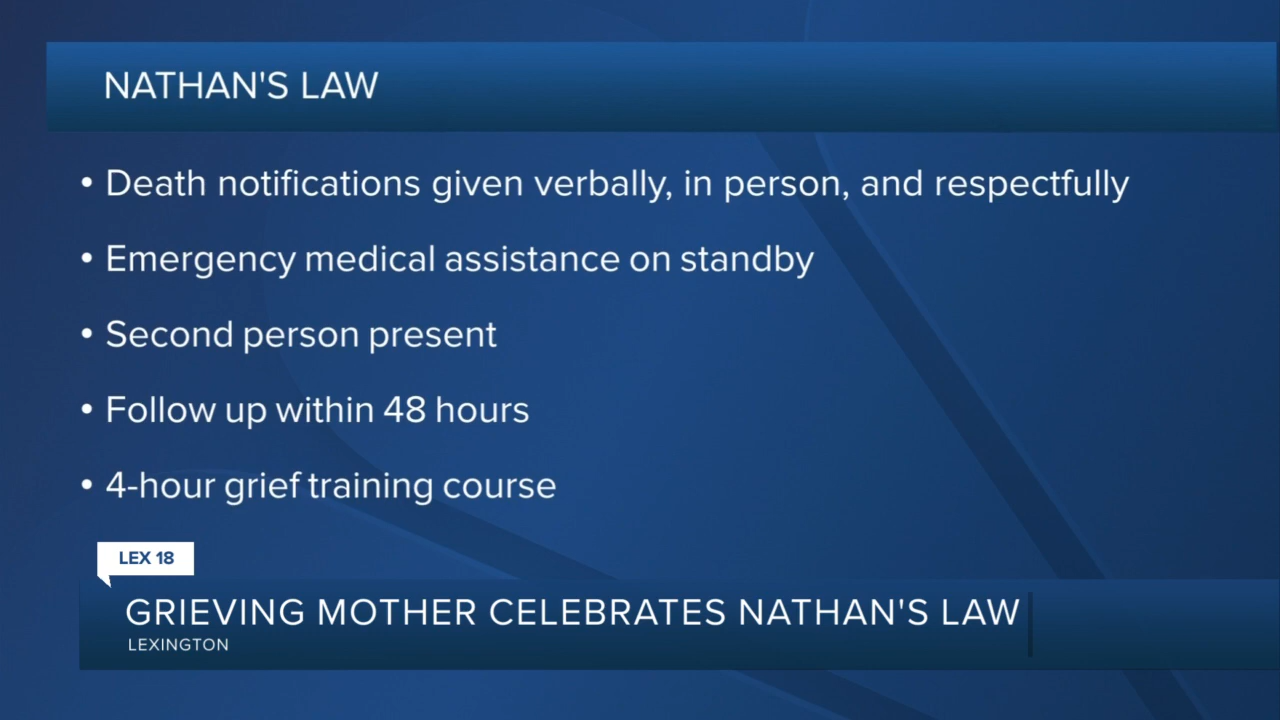 NATHAN'S LAW
• Death notifications given verbally, in person, and respectfully
• Emergency medical assistance on standby
• Second person present
• Follow up within 48 hours
• 4-hour grief training course
LEX 18
GRIEVING MOTHER CELEBRATES NATHAN'S LAW
LEXINGTON